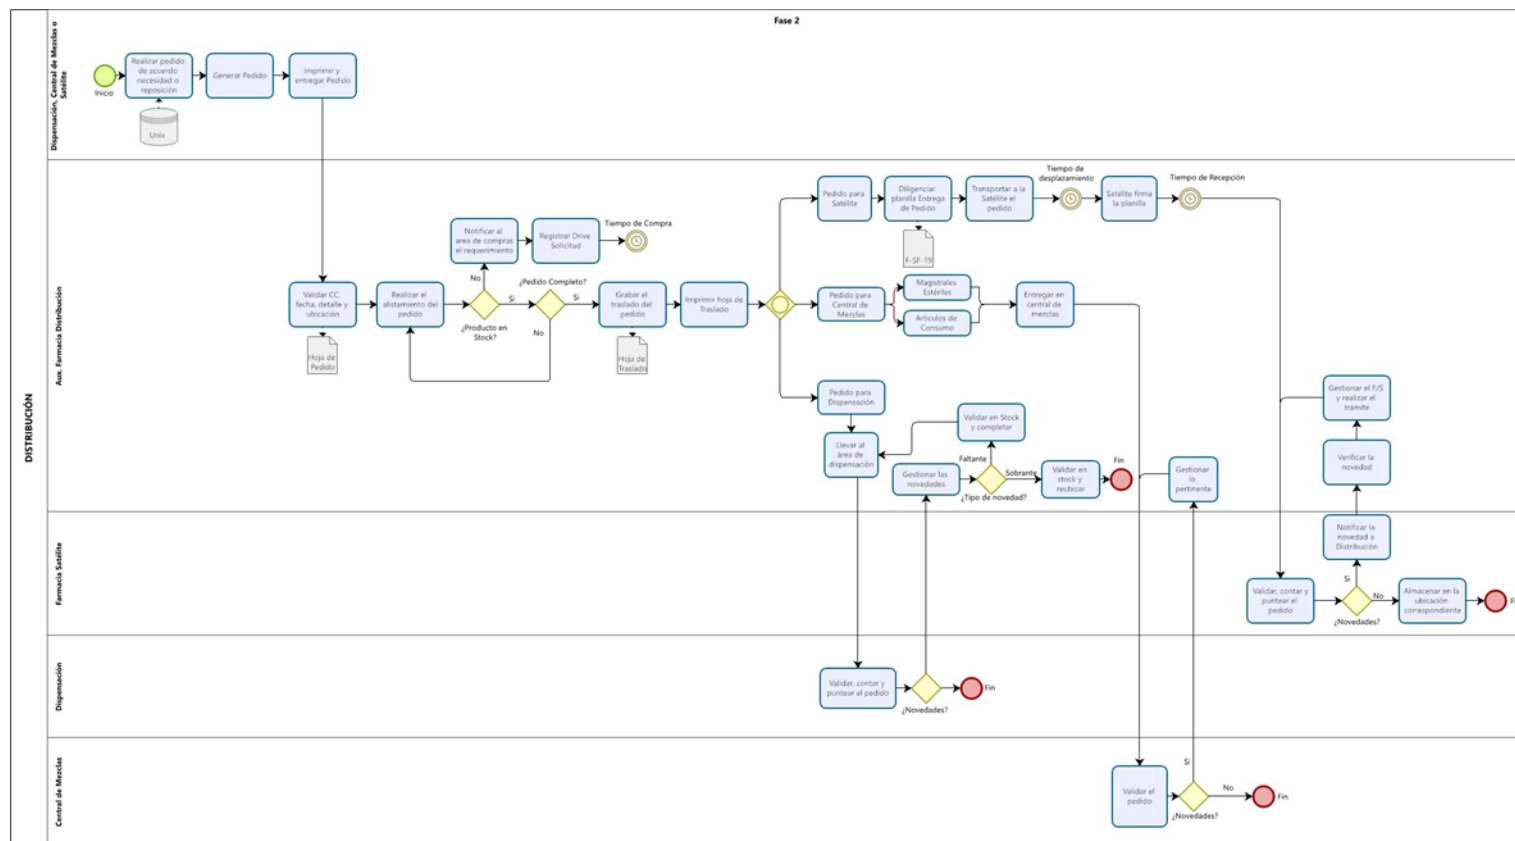 Fase 2
DISTRIBUCIÓN
Dispensación, Central de Mezclas o
Satélite
Inicio
Realizar pedido
de acuerdo
necesidad o
reposición
Generar Pedido
Imprimir y
entregar Pedido
Unix
Aux. Farmacia Distribución
Validar CC,
fecha, detalle y
ubicación
Hoja de
Pedido
Realizar el
alistamiento del
pedido
¿Producto en
Stock?
No
Notificar al
area de compras
el requerimiento
Registrar Drive
Solicitud
Tiempo de Compra
Si
¿Pedido Completo?
No
Si
Grabar el
traslado del
pedido
Hoja de
Traslado
Imprimir hoja de
Traslado
Pedido para
Satélite
Diligenciar
planilla Entrega
de Pedido
F-SF-19
Transportar a la
Satélite el
pedido
Tiempo de
desplazamiento
Satélite firma
la planilla
Tiempo de Recepción
Pedido para
Central de
Mezclas
Magistrales
Estériles
Artículos de
Consumo
Entregar en
central de
mezclas
Pedido para
Dispensación
Llevar al
área de
dispensación
Gestionar las
novedades
¿Tipo de novedad?
Faltante
Validar en Stock
y completar
Sobrante
Validar en
stock y
reubicar
Fin
Gestionar
lo
pertinente
Gestionar el F/S
y realizar el
trámite
Verificar la
novedad
Farmacia Satélite
Notificar la
novedad a
Distribución
Si
Validar, contar y
puntear el
pedido
¿Novedades?
No
Almacenar en la
ubicación
correspondiente
Dispensación
Validar, contar y
puntear el pedido
¿Novedades?
Fin
Central de Mezclas
Validar el
pedido
Si
¿Novedades?
No
Fin